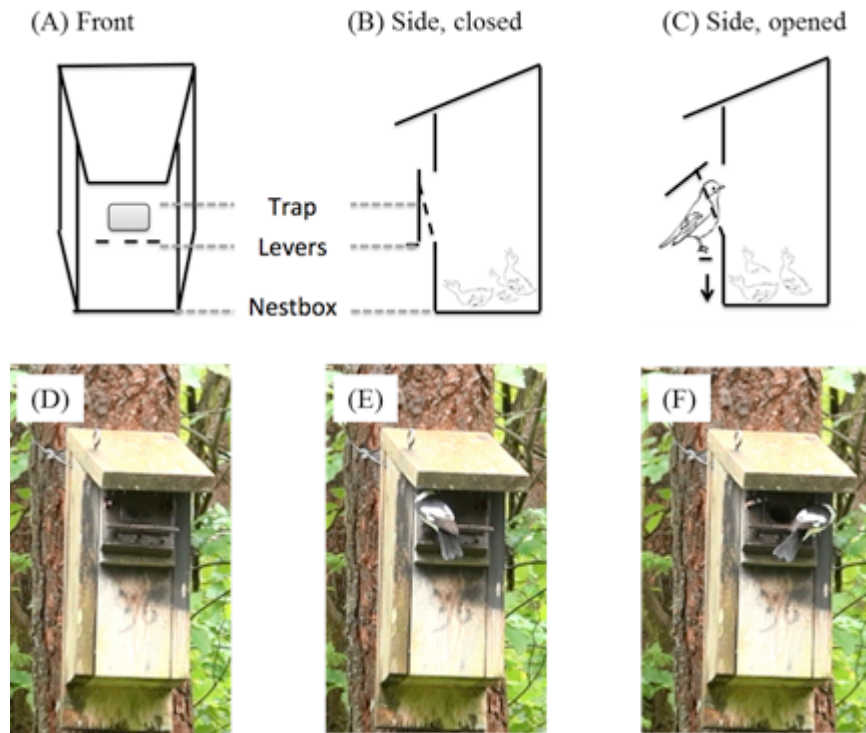 (A) Front
(B) Side, closed
(C) Side, opened
Trap
Levers
Nestbox
(D)
(E)
(F)